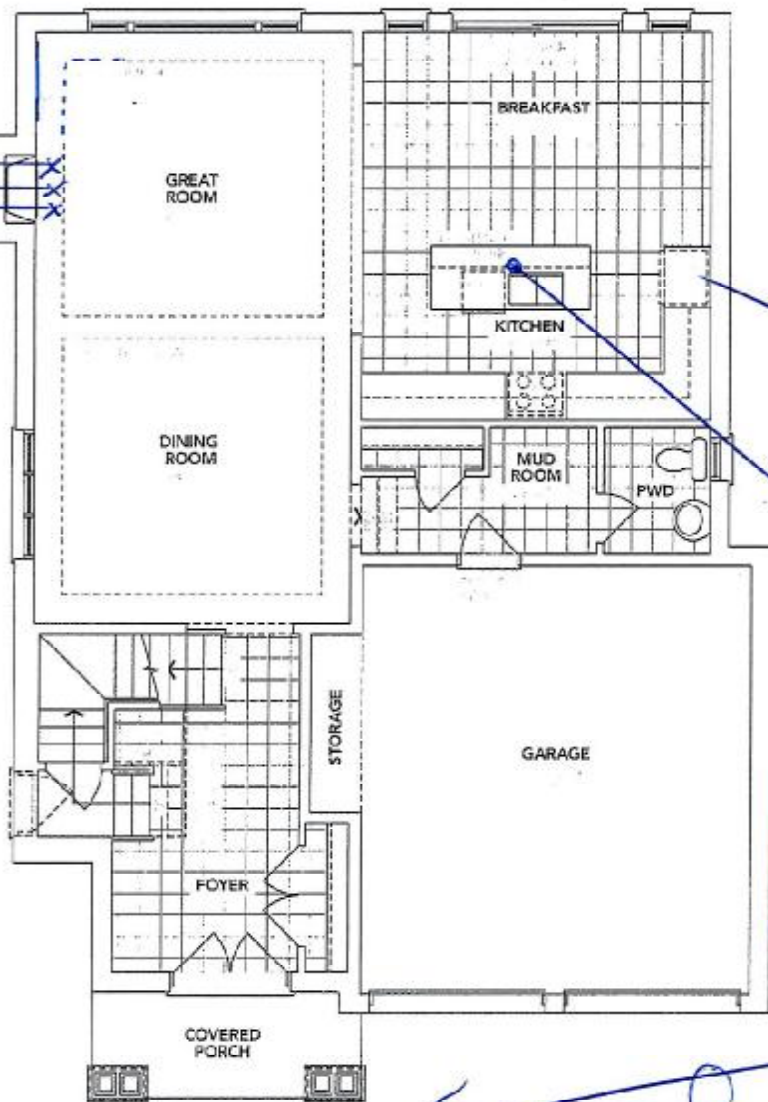 BREAKFAST
GREAT
ROOM
KITCHEN
DINING
ROOM
MUD
ROOM
PWD
STORAGE
GARAGE
FOYER
COVERED
PORCH